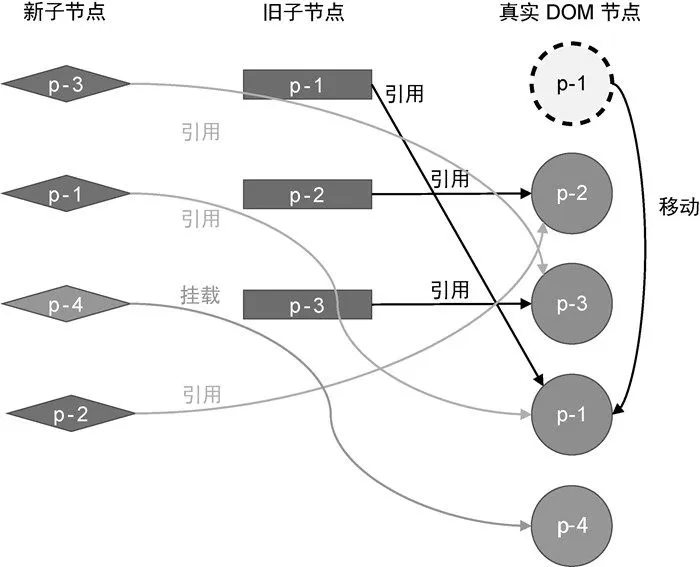 新子节点 旧子节点 真实 DOM 节点
p-3 p-1 引用 p-1
引用
p-1 p-2 引用 p-2
引用 移动
p-4 挂载 p-3 引用 p-3
p-2 引用 p-1
p-4